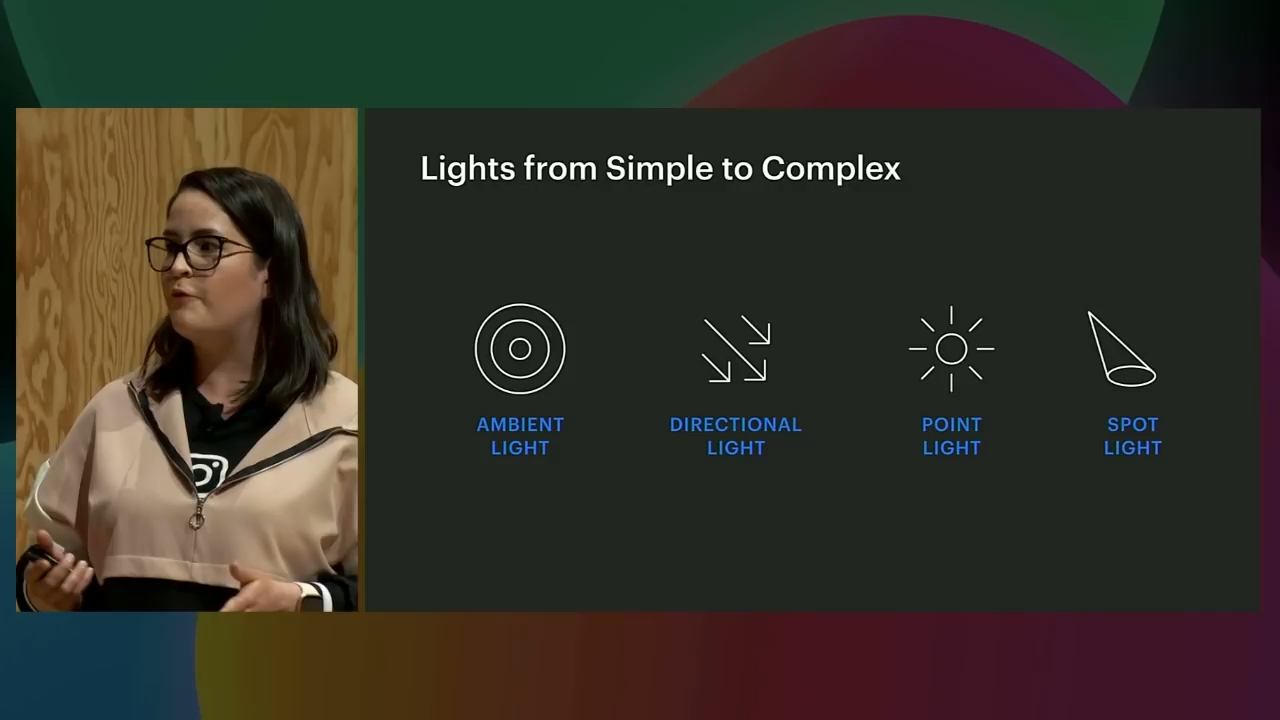 Lights from Simple to Complex
AMBIENT
LIGHT
DIRECTIONAL
LIGHT
POINT
LIGHT
SPOT
LIGHT